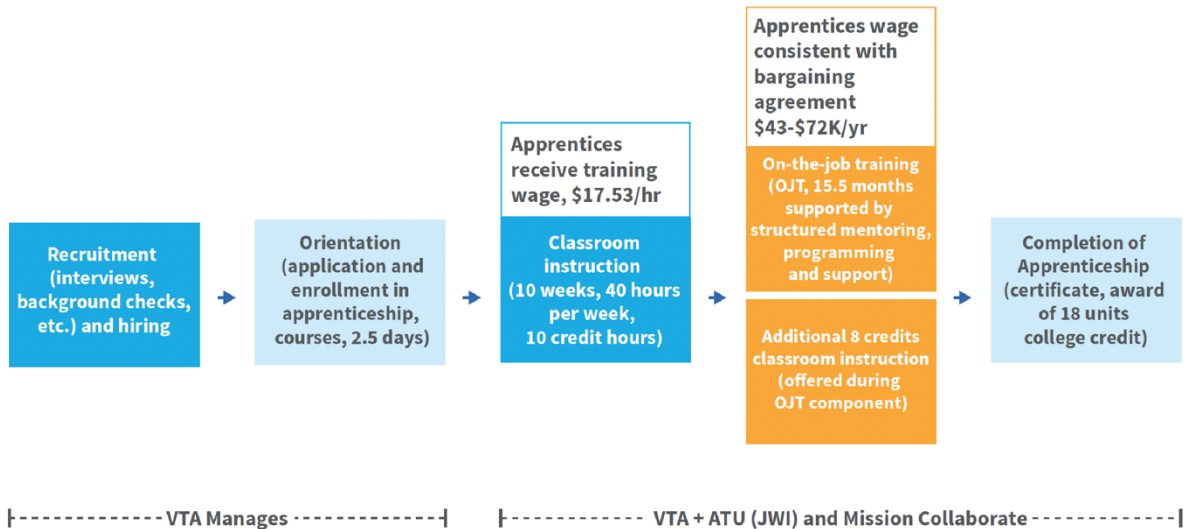 Recruitment
(interviews,
background checks,
etc.) and hiring
Orientation
(application and
enrollment in
apprenticeship,
courses, 2.5 days)
Apprentices
receive training
wage, $17.53/hr
Classroom
instruction
(10 weeks, 40 hours
per week,
10 credit hours)
Apprentices wage
consistent with
bargaining
agreement
$43-$72K/yr
On-the-job training
(OJT, 15.5 months
supported by
structured mentoring,
programming
and support)
Additional 8 credits
classroom instruction
(offered during
OJT component)
Completion of
Apprenticeship
(certificate, award
of 18 units
college credit)
VTA Manages
VTA + ATU (JWI) and Mission Collaborate